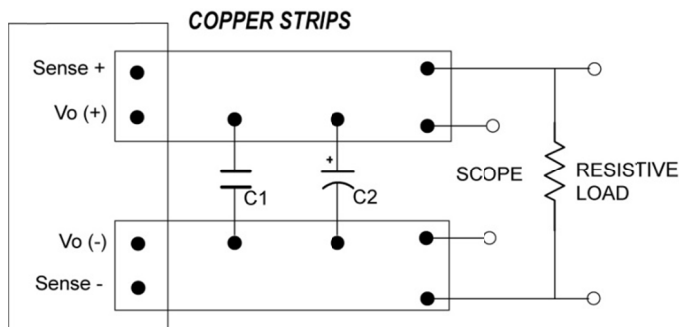 COPPER STRIPS
Sense +
Vo (+)
+
C1
C2
SCOPE
RESISTIVE
LOAD
Vo (-)
Sense -